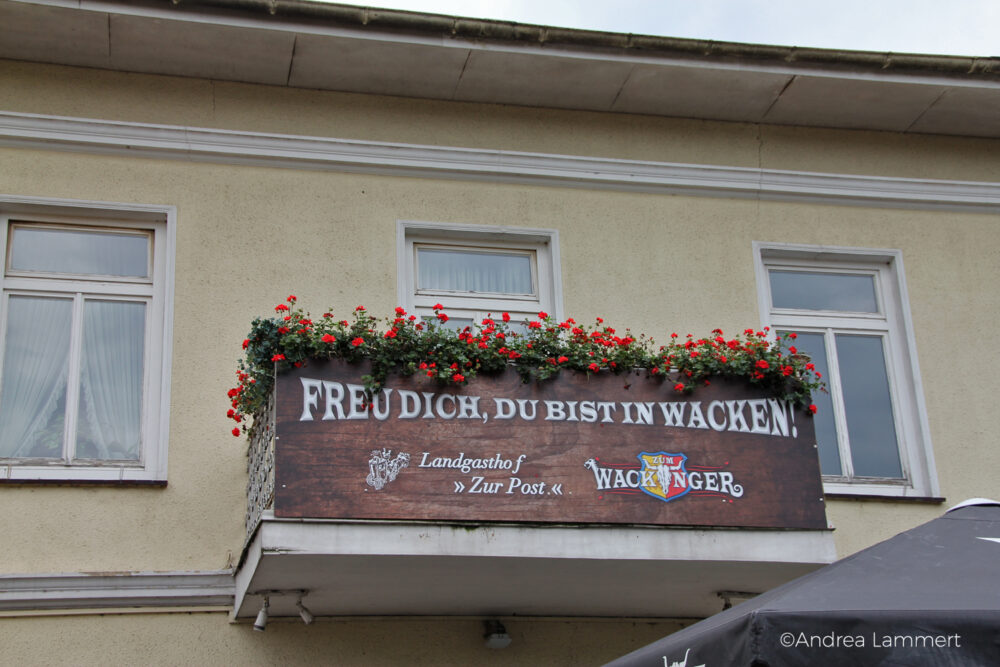 FREU DICH, DU BIST IN WACKEN!
Landgasthof
»Zur Post.«
ZUM
WACKINGER
©Andrea Lammert